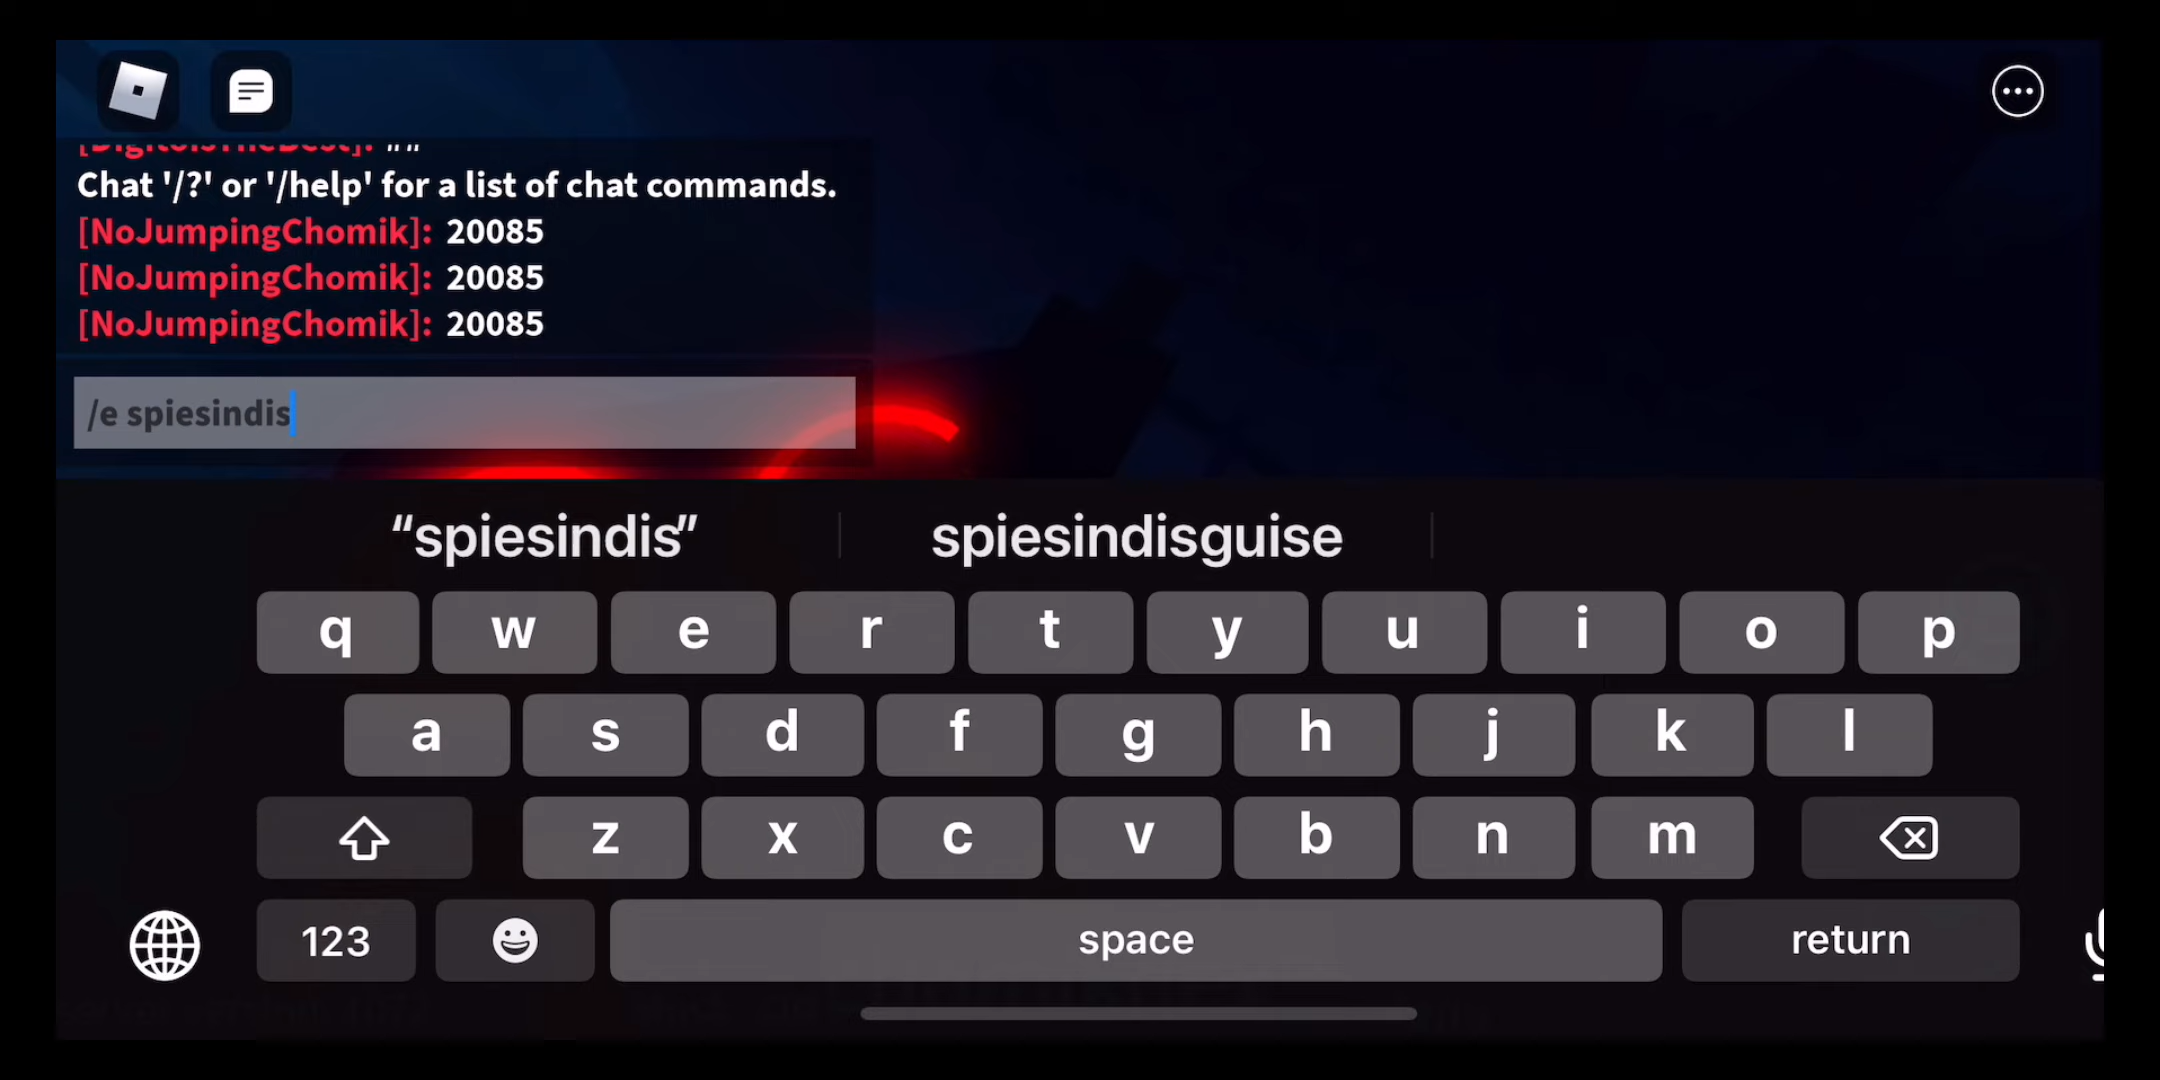 Chat '/?' or '/help' for a list of chat commands.
[NoJumpingChomik]: 20085
[NoJumpingChomik]: 20085
[NoJumpingChomik]: 20085
/e spiesindis
“spiesindis” spiesindisguise
q w e r t y u i o p
a s d f g h j k l
z x c v b n m
123 space return